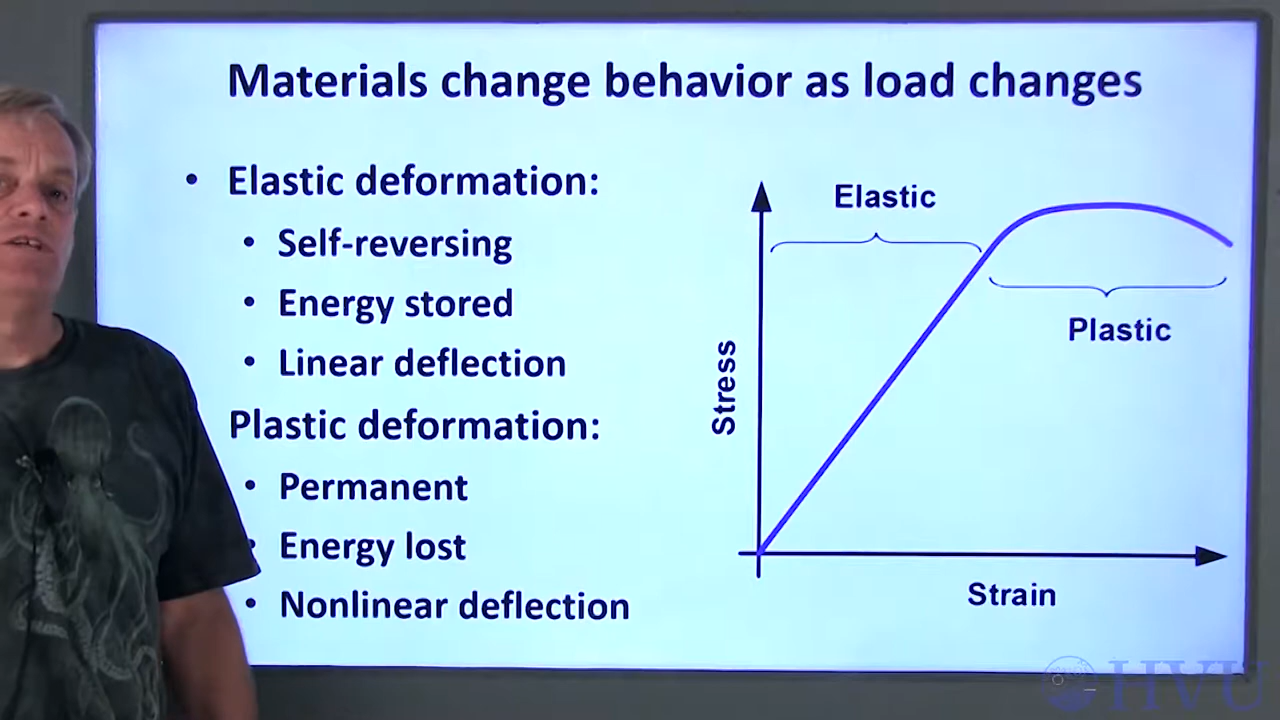 Materials change behavior as load changes
• Elastic deformation:
• Self-reversing
• Energy stored
• Linear deflection
Plastic deformation:
• Permanent
• Energy lost
• Nonlinear deflection
Elastic
Plastic
Stress
Strain
HVU